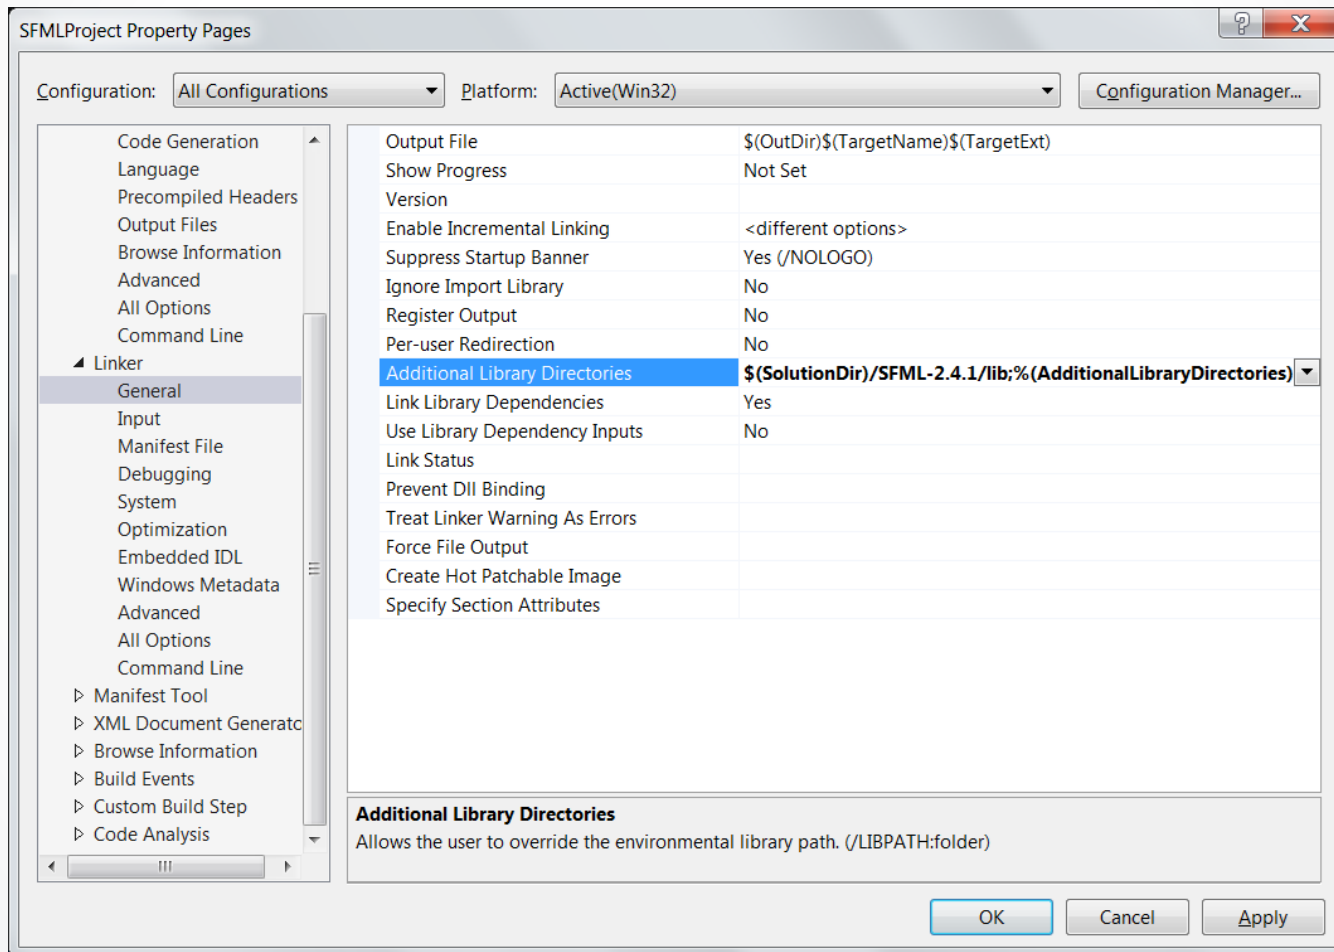 SFMLProject Property Pages
Configuration: All Configurations Platform: Active(Win32) Configuration Manager...
Code Generation
Language
Precompiled Headers
Output Files
Browse Information
Advanced
All Options
Command Line
Linker
General
Input
Manifest File
Debugging
System
Optimization
Embedded IDL
Windows Metadata
Advanced
All Options
Command Line
Manifest Tool
XML Document Generato
Browse Information
Build Events
Custom Build Step
Code Analysis
Output File $(OutDir)$(TargetName)$(TargetExt)
Show Progress Not Set
Version
Enable Incremental Linking <different options>
Suppress Startup Banner Yes (/NOLOGO)
Ignore Import Library No
Register Output No
Per-user Redirection No
Additional Library Directories $(SolutionDir)/SFML-2.4.1/lib;%(AdditionalLibraryDirectories)
Link Library Dependencies Yes
Use Library Dependency Inputs No
Link Status
Prevent Dll Binding
Treat Linker Warning As Errors
Force File Output
Create Hot Patchable Image
Specify Section Attributes
Additional Library Directories
Allows the user to override the environmental library path. (/LIBPATH:folder)
OK Cancel Apply